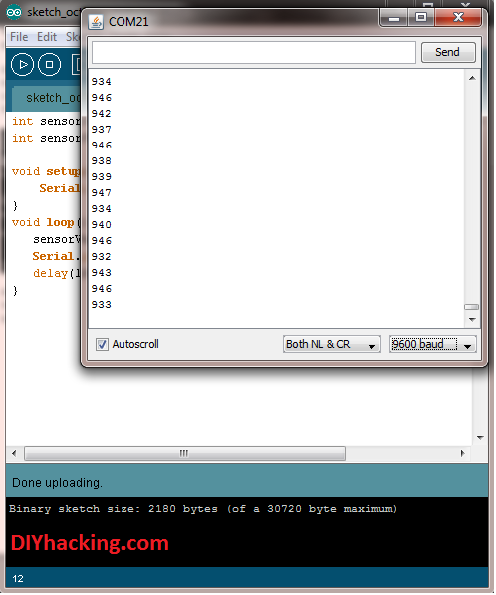 sketch_oc
COM21
File Edit Sk
Send
sketch_oc
934
946
942
937
946
938
939
947
934
940
946
932
943
946
933
int sensor
int sensor
void setup
Serial
}
void loop(
sensorV
Serial.
delay(1
}
Autoscroll
Both NL & CR
9600 baud
Done uploading.
Binary sketch size: 2180 bytes (of a 30720 byte maximum)
DIYhacking.com
12